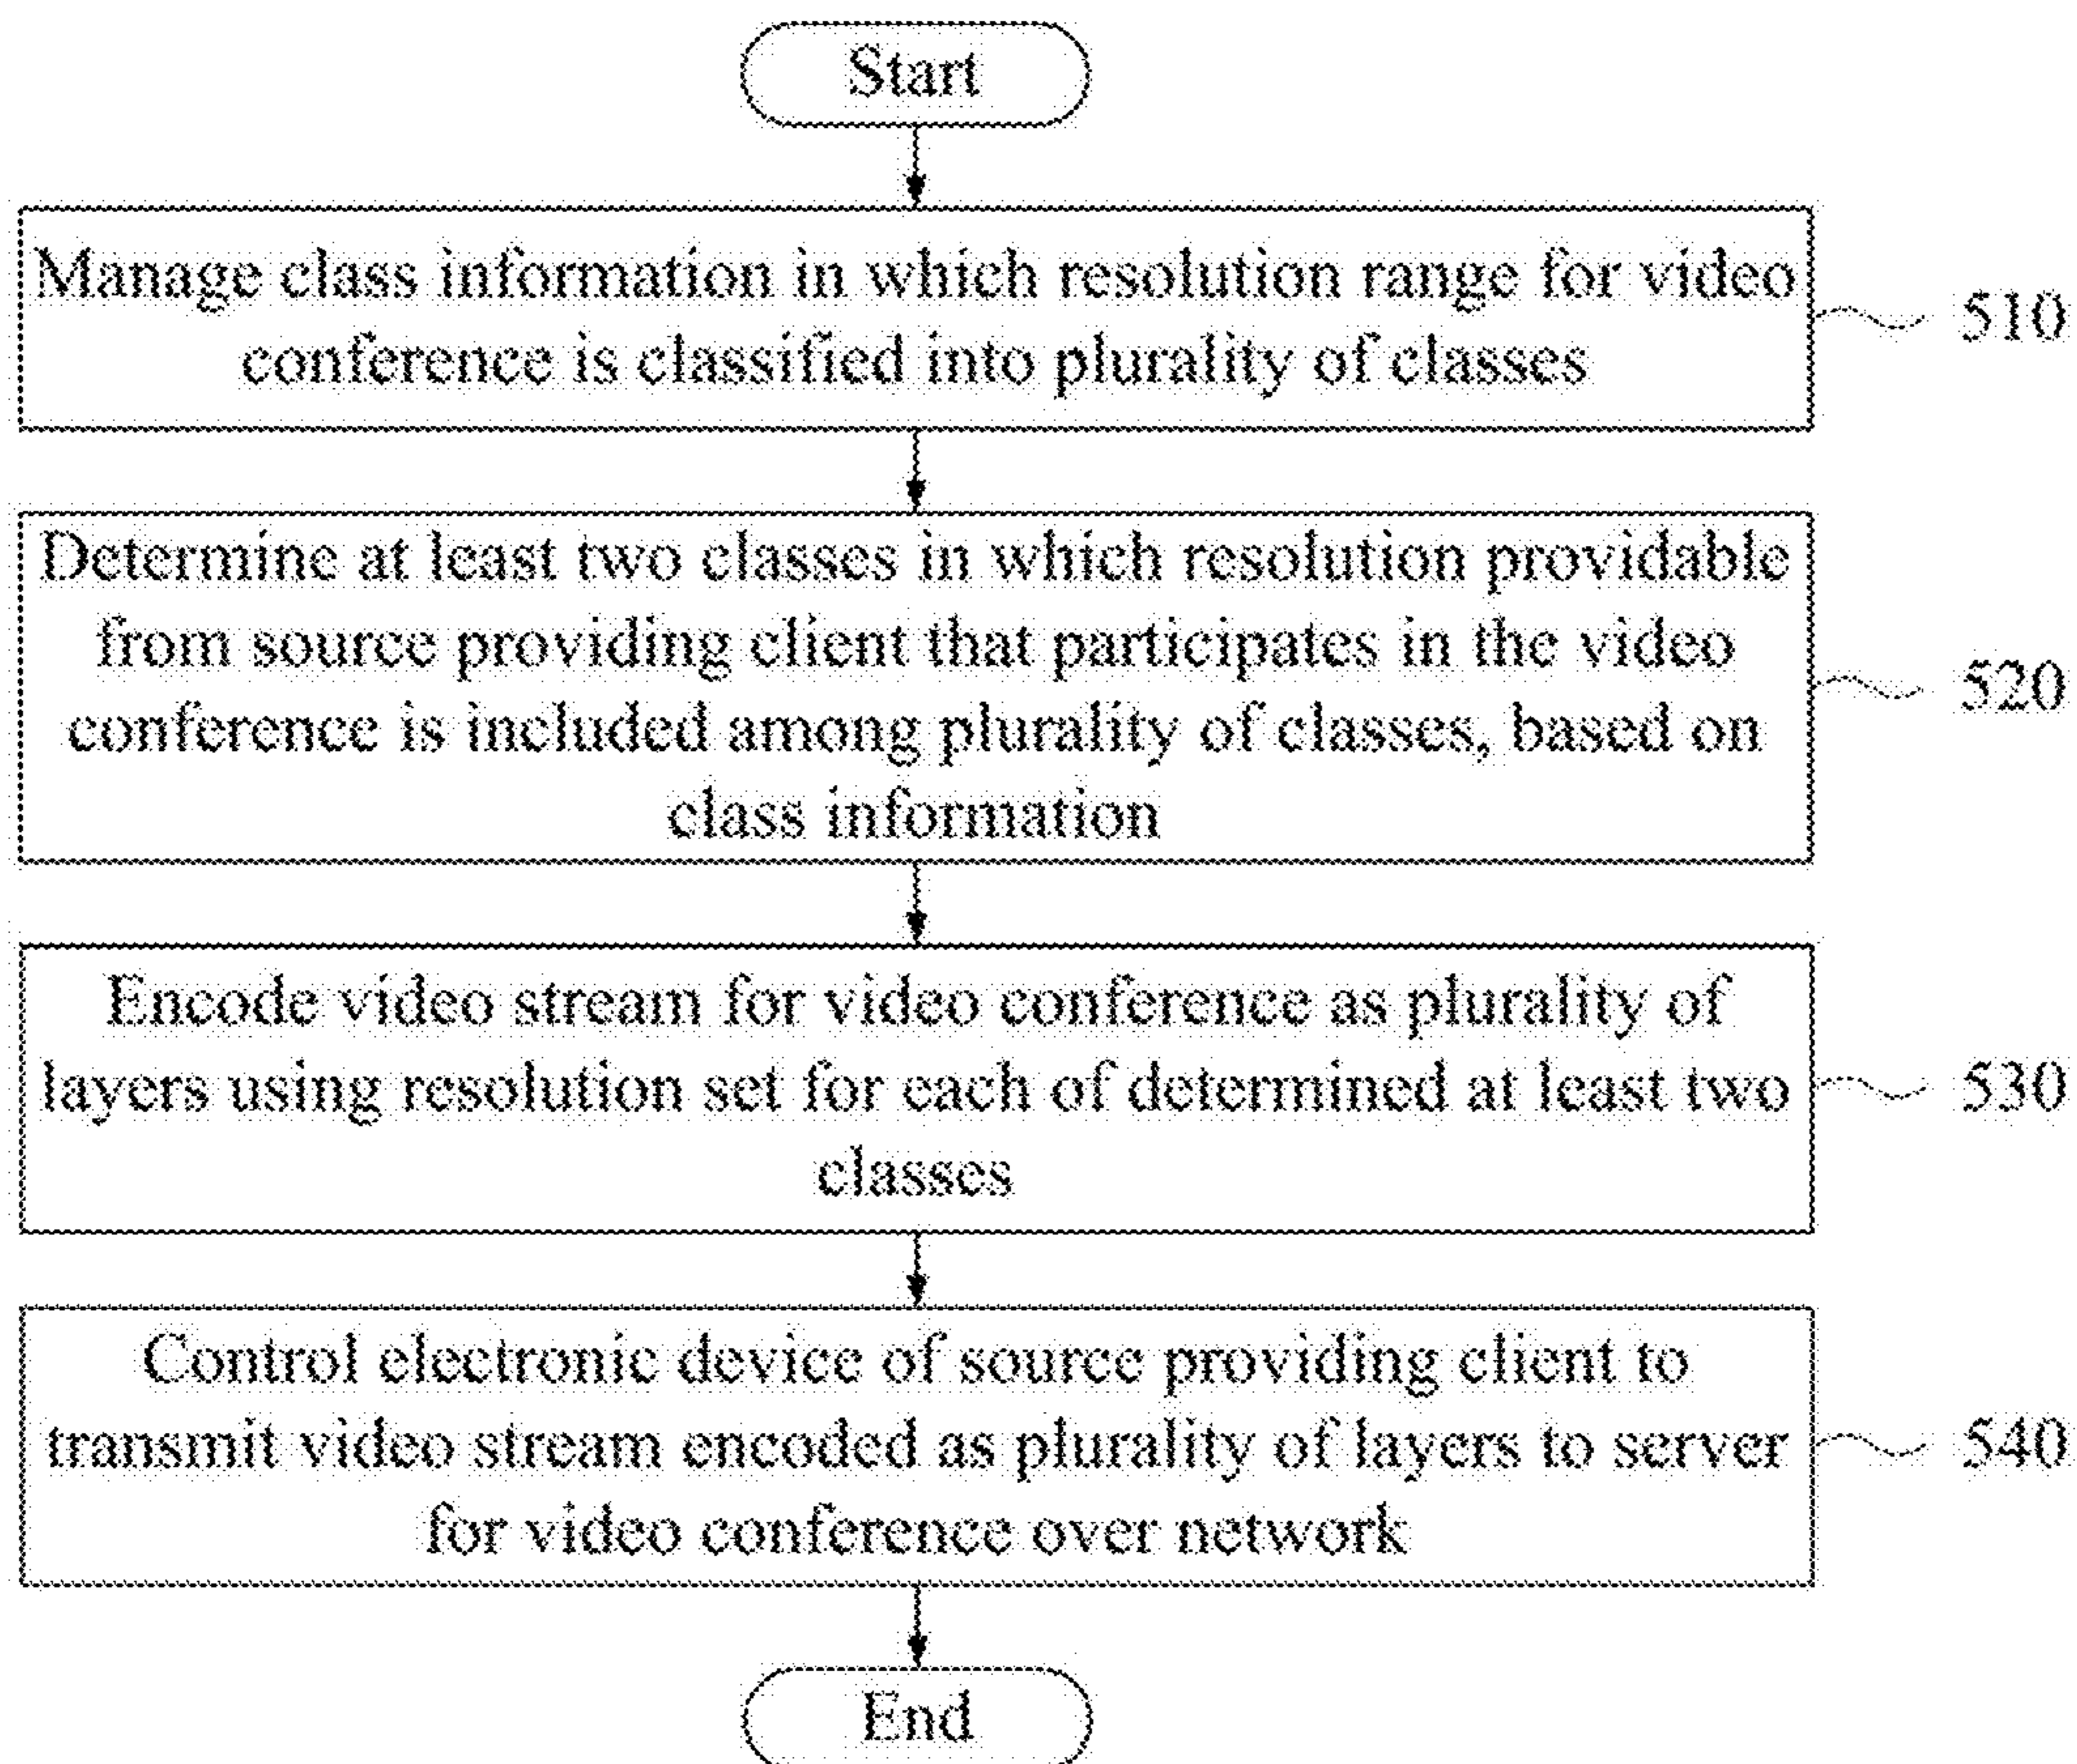 Start
Manage class information in which resolution range for video
conference is classified into plurality of classes
510
Determine at least two classes in which resolution providable
from source providing client that participates in the video
conference is included among plurality of classes, based on
class information
520
Encode video stream for video conference as plurality of
layers using resolution set for each of determined at least two
classes
530
Control electronic device of source providing client to
transmit video stream encoded as plurality of layers to server
for video conference over network
540
End